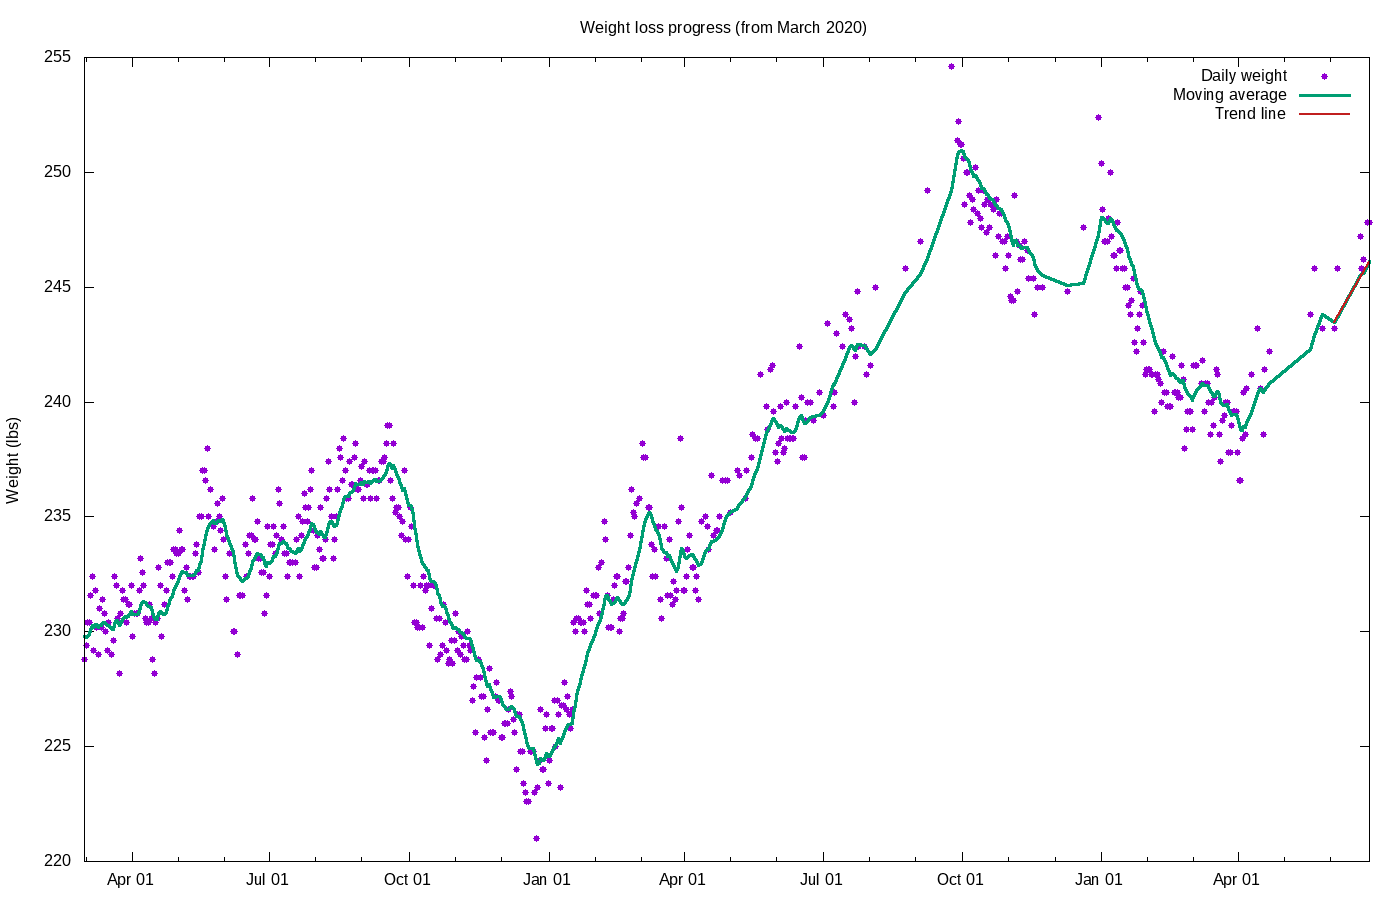 Weight loss progress (from March 2020)
Daily weight
Moving average
Trend line
Weight (lbs)
255
250
245
240
235
230
225
220
Apr 01 Jul 01 Oct 01 Jan 01 Apr 01 Jul 01 Oct 01 Jan 01 Apr 01